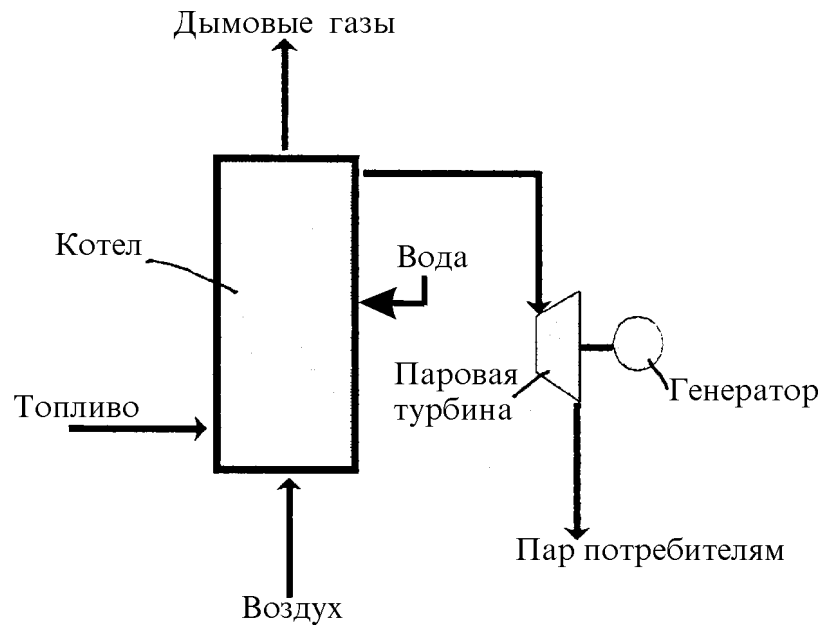 Дымовые газы
Котел
Вода
Паровая
турбина
Генератор
Топливо
Пар потребителям
Воздух